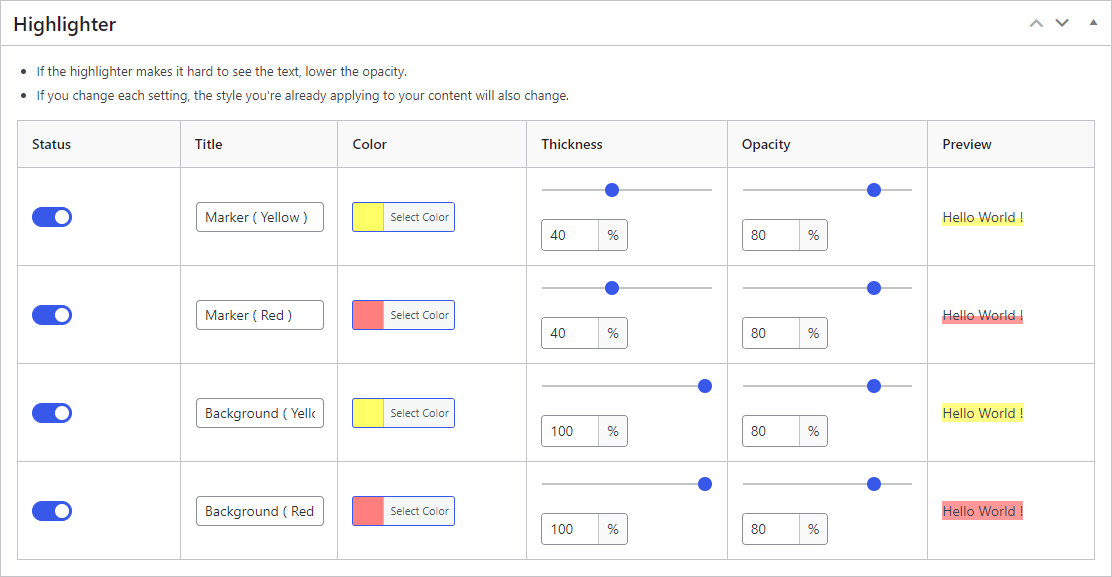 Highlighter
If the highlighter makes it hard to see the text, lower the opacity.
If you change each setting, the style you're already applying to your content will also change.
Status Title Color Thickness Opacity Preview
Marker ( Yellow ) Select Color 40 % 80 % Hello World !
Marker ( Red ) Select Color 40 % 80 % Hello World !
Background ( Yell Select Color 100 % 80 % Hello World !
Background ( Red Select Color 100 % 80 % Hello World !